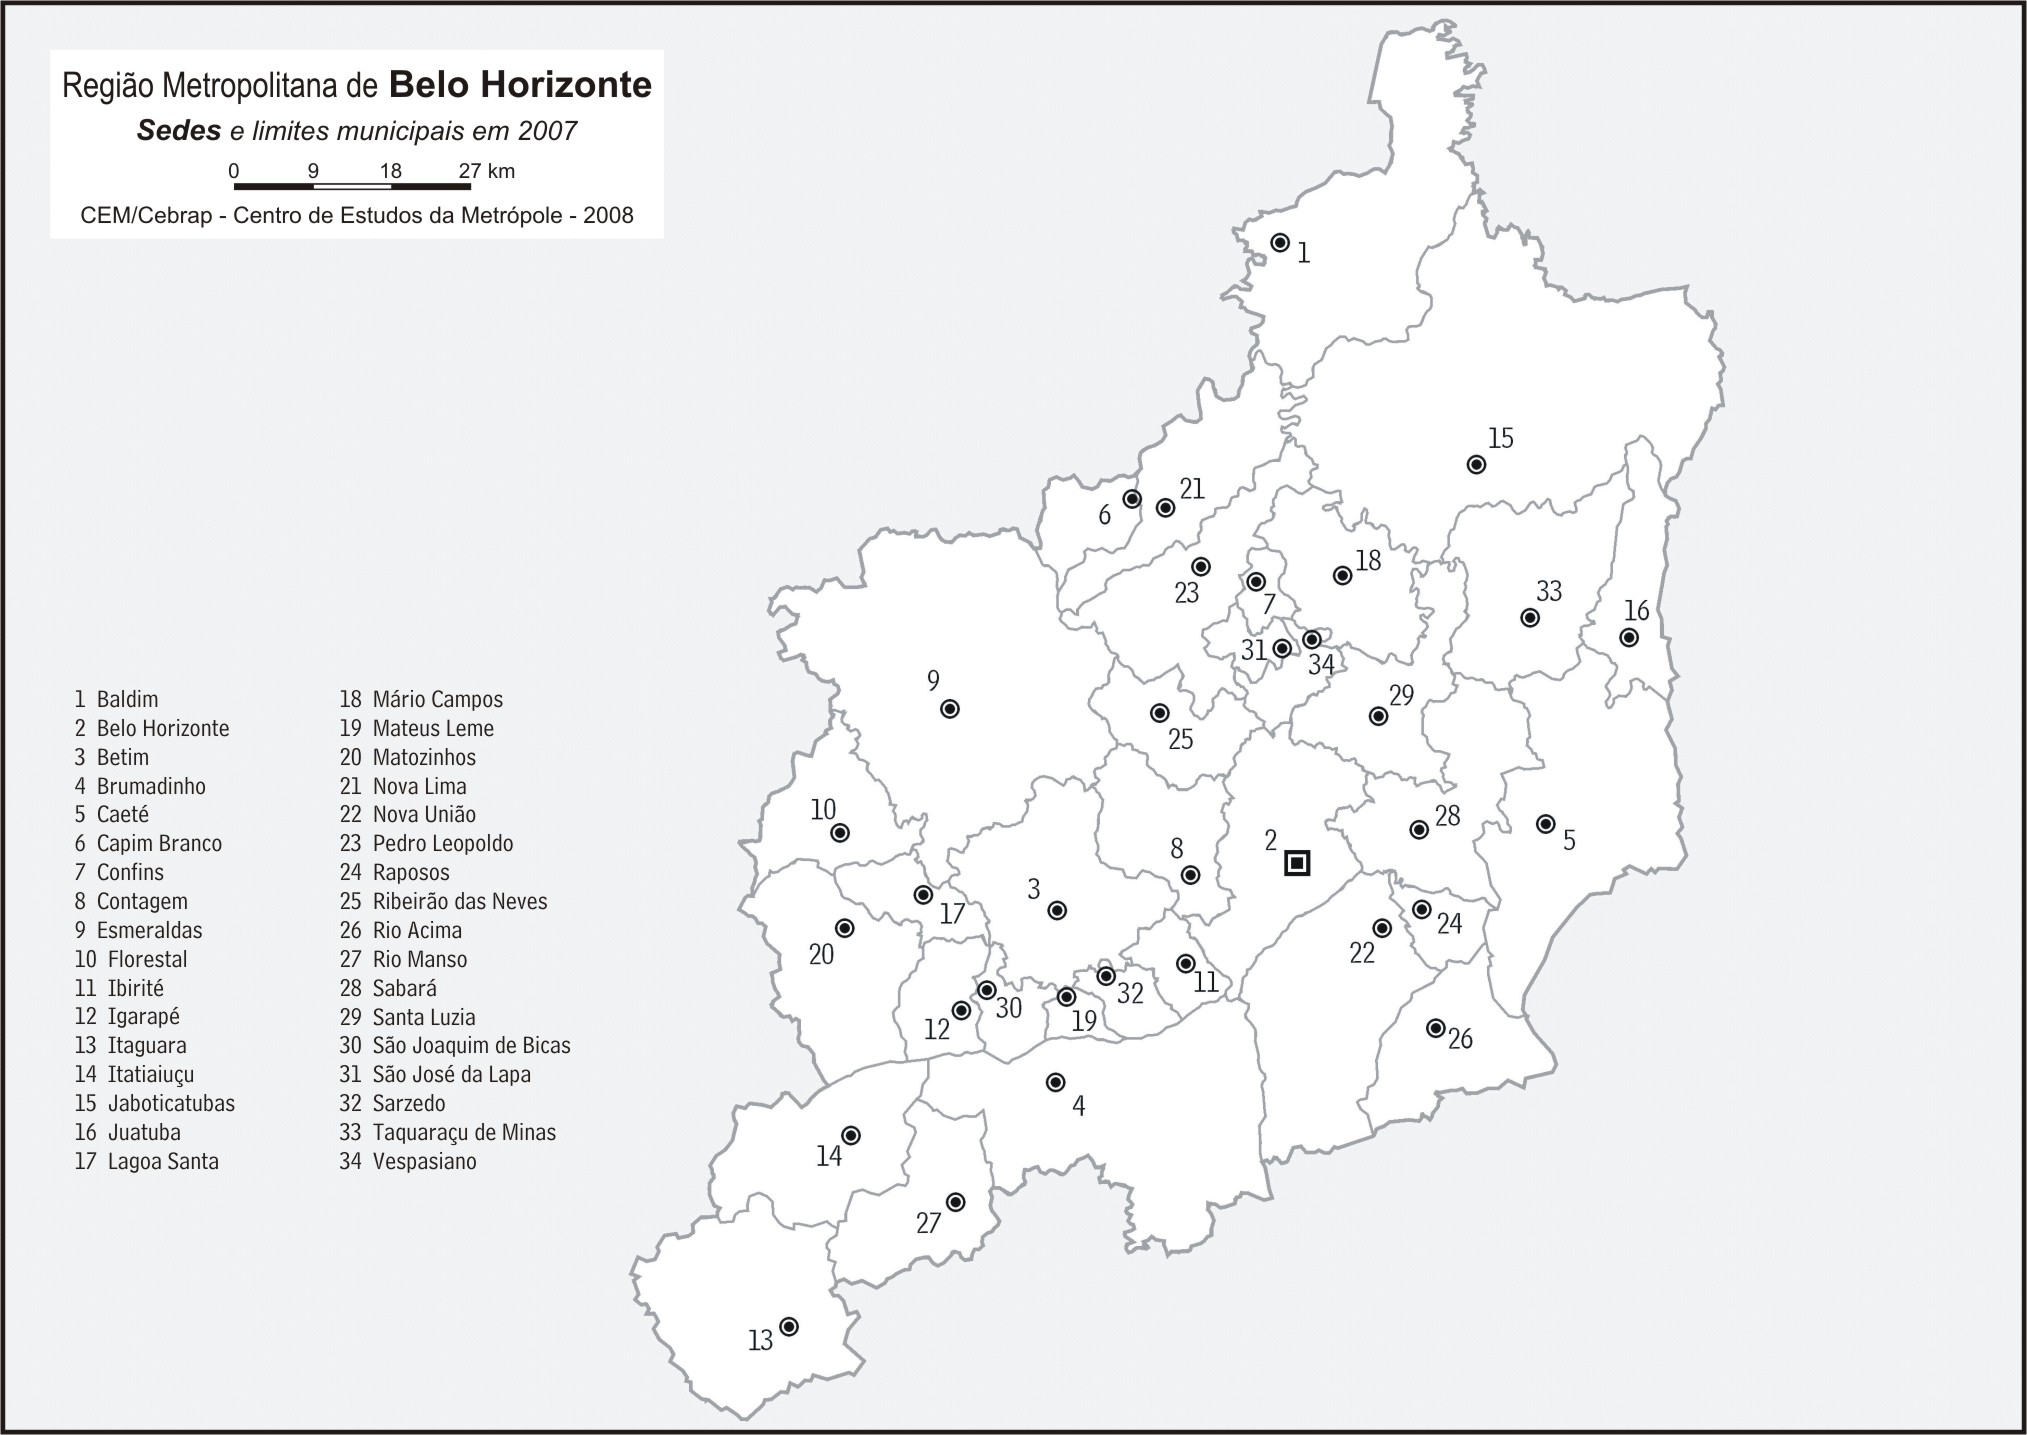 Região Metropolitana de Belo Horizonte
Sedes e limites municipais em 2007
0 9 18 27 km
CEM/Cebrap - Centro de Estudos da Metrópole - 2008
1
15
21
6
18
23
7
33
16
31
34
9
29
25
10
28
2
5
8
3
17
24
20
22
11
32
30
19
12
26
4
14
27
13
1 Baldim
2 Belo Horizonte
3 Betim
4 Brumadinho
5 Caeté
6 Capim Branco
7 Confins
8 Contagem
9 Esmeraldas
10 Florestal
11 Ibirité
12 Igarapé
13 Itaguara
14 Itatiaiuçu
15 Jaboticatubas
16 Juatuba
17 Lagoa Santa
18 Mário Campos
19 Mateus Leme
20 Matozinhos
21 Nova Lima
22 Nova União
23 Pedro Leopoldo
24 Raposos
25 Ribeirão das Neves
26 Rio Acima
27 Rio Manso
28 Sabará
29 Santa Luzia
30 São Joaquim de Bicas
31 São José da Lapa
32 Sarzedo
33 Taquaraçu de Minas
34 Vespasiano